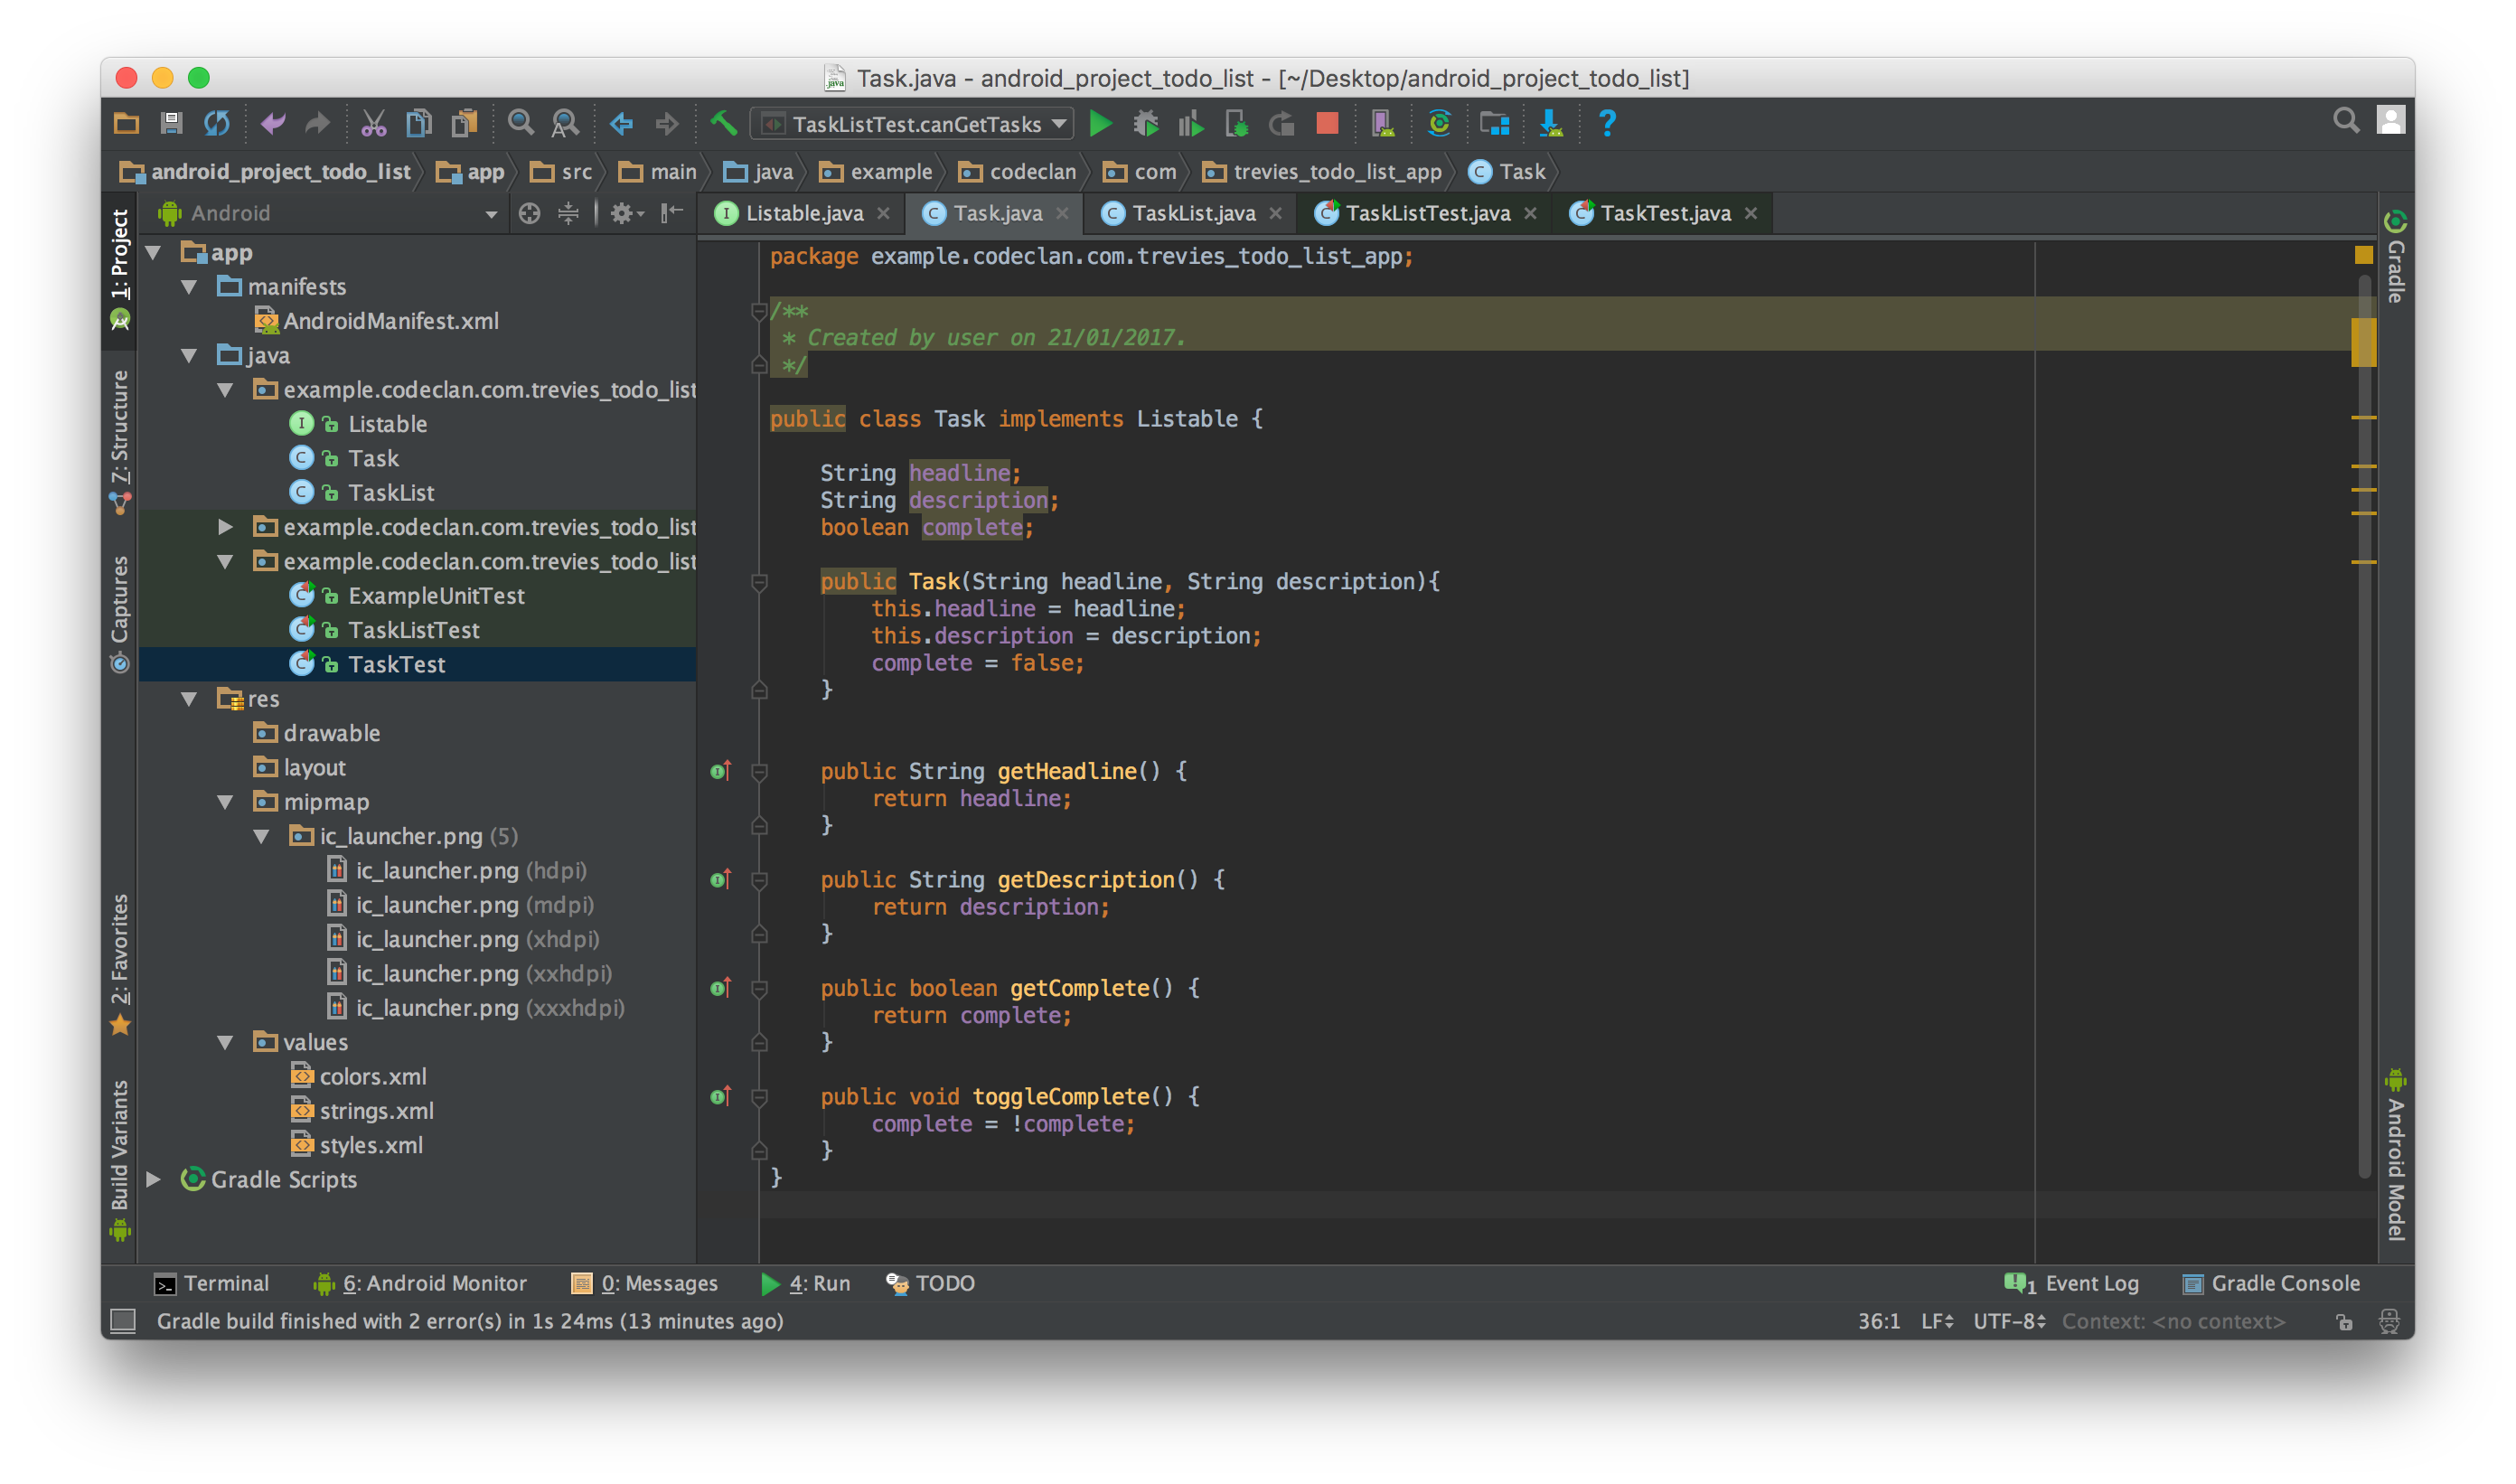 Task.java - android_project_todo_list - [~/Desktop/android_project_todo_list]
TaskListTest.canGetTasks
android_project_todo_list app src main java example codeclan com trevies_todo_list_app Task
Android
Listable.java Task.java TaskList.java TaskListTest.java TaskTest.java
1: Project
Z: Structure
Captures
2: Favorites
Build Variants
app
manifests
AndroidManifest.xml
java
example.codeclan.com.trevies_todo_list
Listable
Task
TaskList
example.codeclan.com.trevies_todo_list
example.codeclan.com.trevies_todo_list
ExampleUnitTest
TaskListTest
TaskTest
res
drawable
layout
mipmap
ic_launcher.png (5)
ic_launcher.png (hdpi)
ic_launcher.png (mdpi)
ic_launcher.png (xhdpi)
ic_launcher.png (xxhdpi)
ic_launcher.png (xxxhdpi)
values
colors.xml
strings.xml
styles.xml
Gradle Scripts
package example.codeclan.com.trevies_todo_list_app;
/**
* Created by user on 21/01/2017.
*/
public class Task implements Listable {
String headline;
String description;
boolean complete;
public Task(String headline, String description){
this.headline = headline;
this.description = description;
complete = false;
}
public String getHeadline() {
return headline;
}
public String getDescription() {
return description;
}
public boolean getComplete() {
return complete;
}
public void toggleComplete() {
complete = !complete;
}
}
Gradle
Android Model
Terminal 6: Android Monitor 0: Messages 4: Run TODO 1 Event Log Gradle Console
Gradle build finished with 2 error(s) in 1s 24ms (13 minutes ago) 36:1 LF UTF-8 Context: <no context>